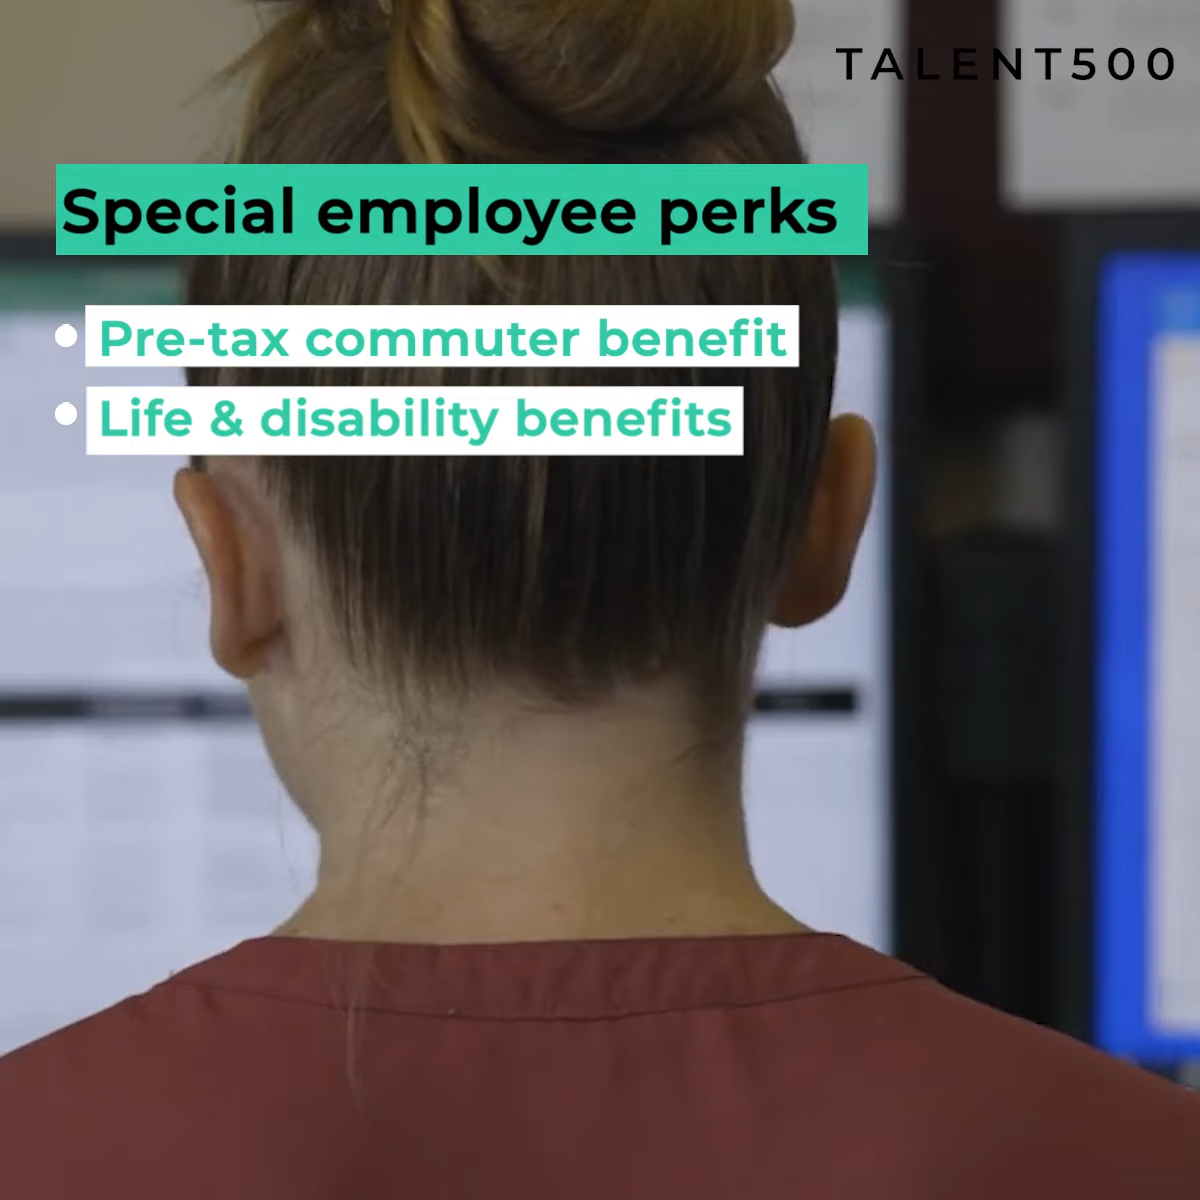 TALENT500
Special employee perks
• Pre-tax commuter benefit
• Life & disability benefits